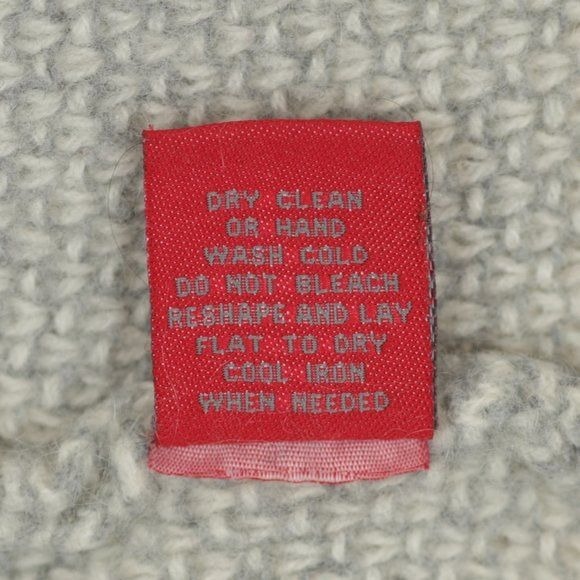 DRY CLEAN
OR HAND
WASH COLD
DO NOT BLEACH
RESHAPE AND LAY
FLAT TO DRY
COOL IRON
WHEN NEEDED